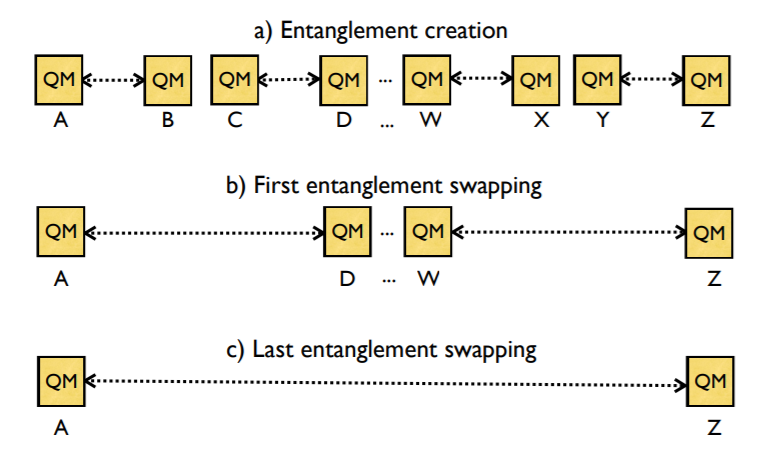 a) Entanglement creation
QM QM QM QM ... QM QM QM QM
A B C D ... W X Y Z
b) First entanglement swapping
QM QM ... QM QM
A D ... W Z
c) Last entanglement swapping
QM QM
A Z